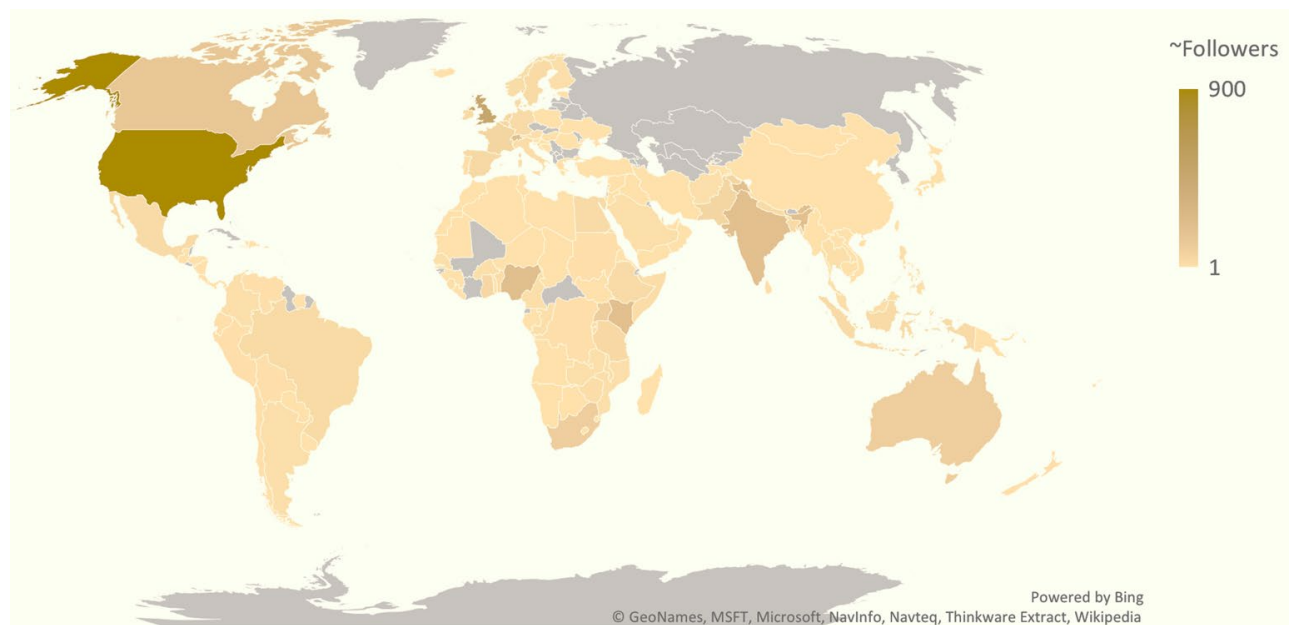 ~Followers
900
1
Powered by Bing
© GeoNames, MSFT, Microsoft, NavInfo, Navteq, Thinkware Extract, Wikipedia